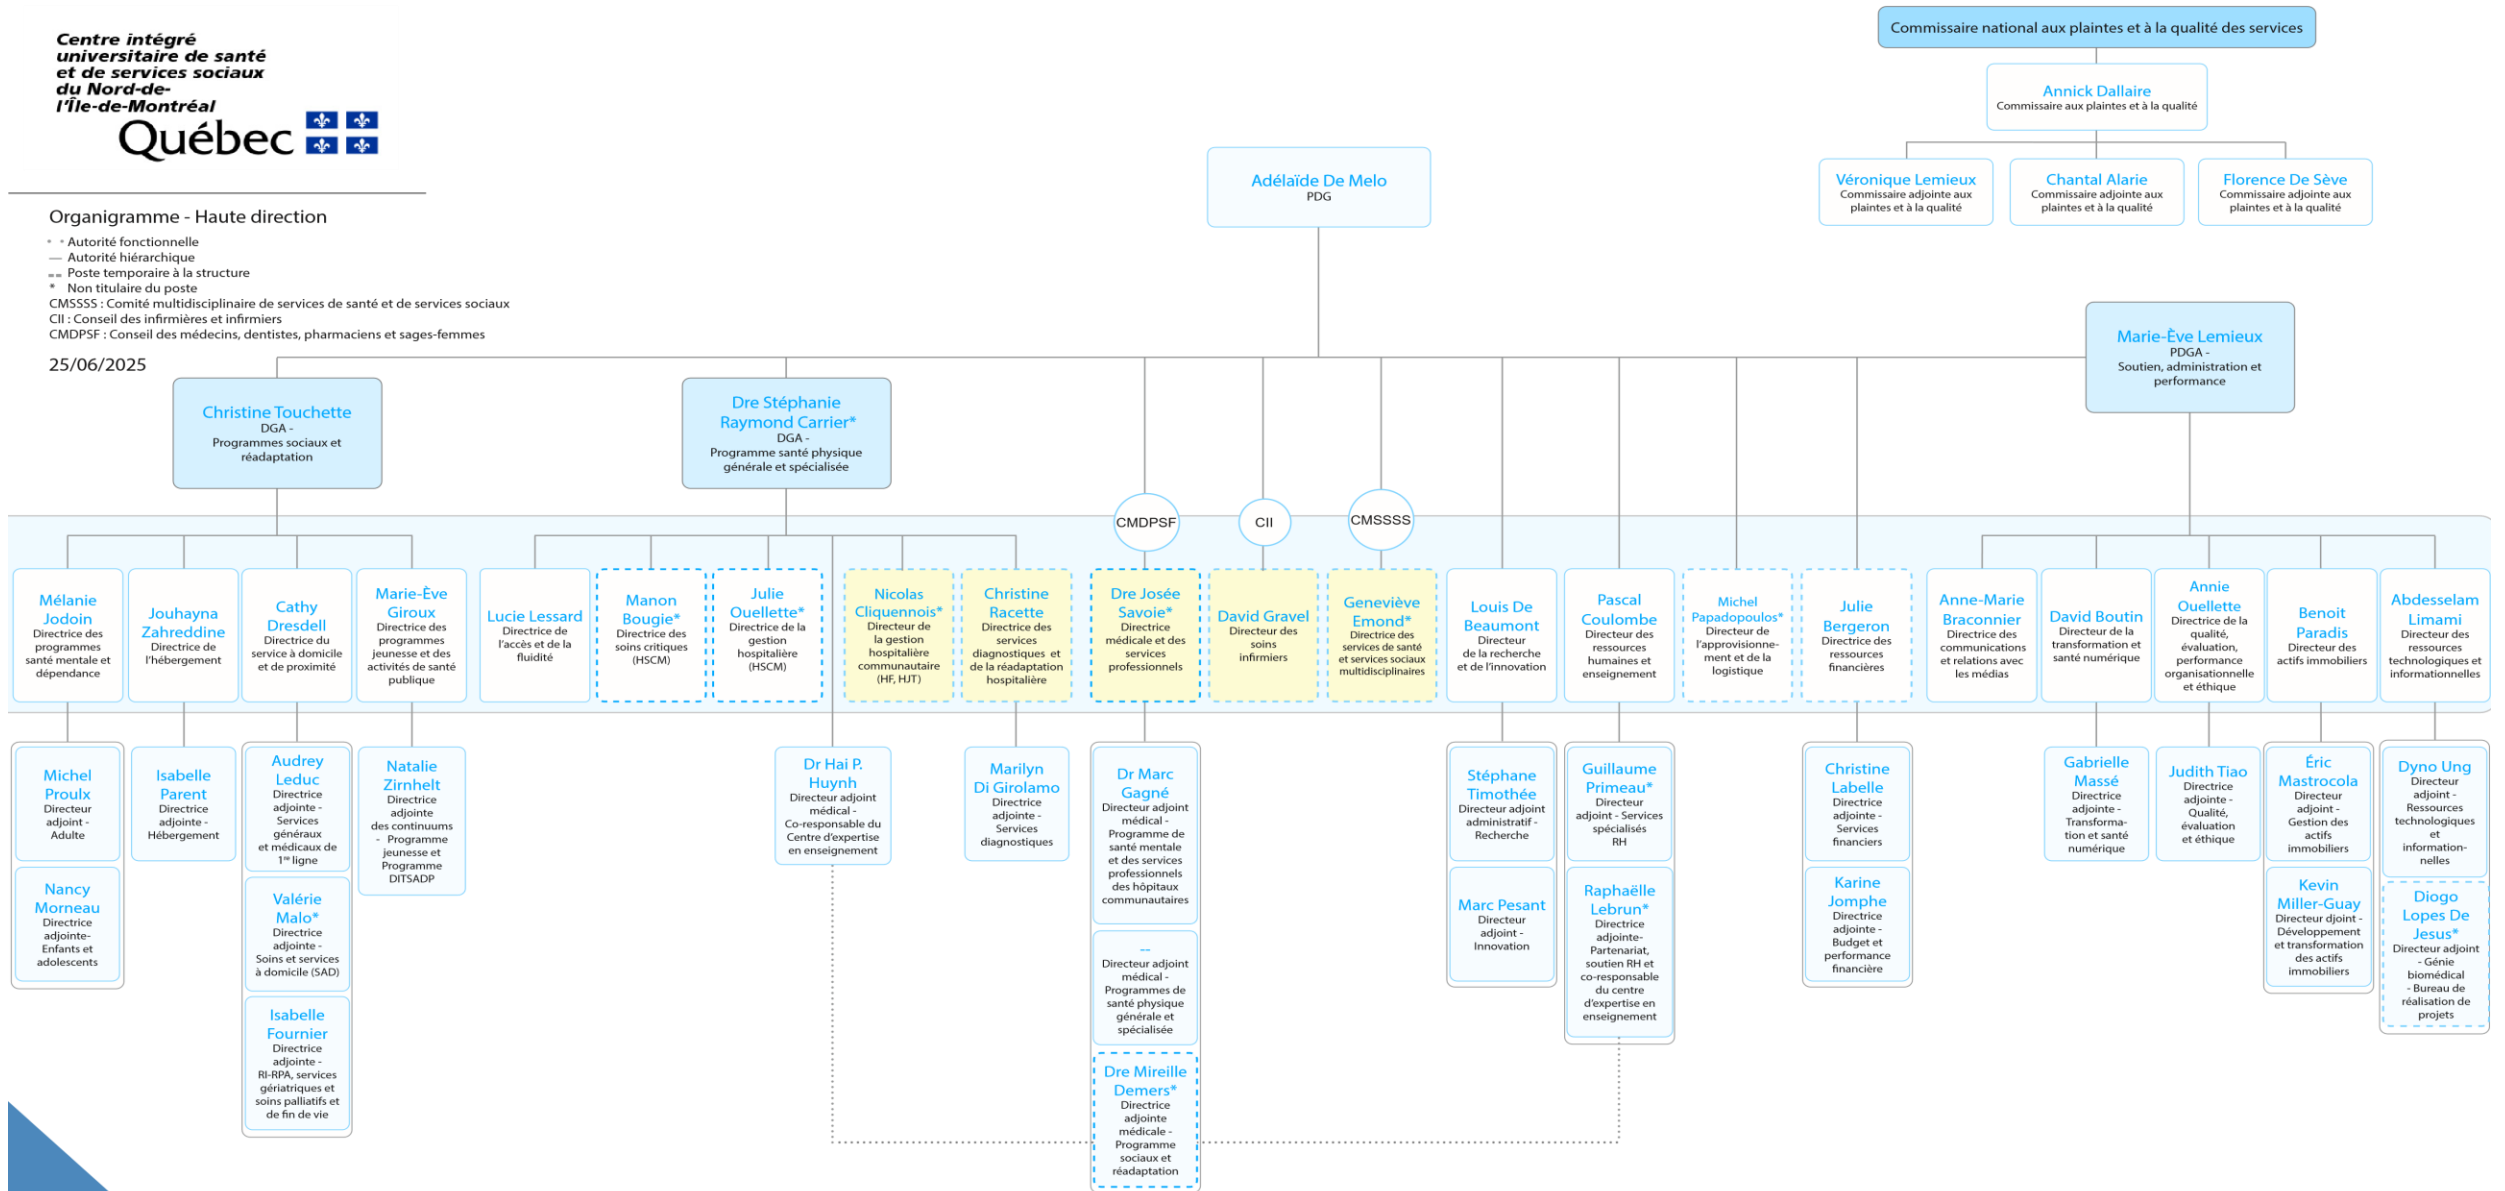 Centre intégré
universitaire de santé
et de services sociaux
du Nord-de-
l'Île-de-Montréal
Québec
Organigramme - Haute direction
Autorité fonctionnelle
Autorité hiérarchique
Poste temporaire à la structure
* Non titulaire du poste
CMSSSS : Comité multidisciplinaire de services de santé et de services sociaux
CII : Conseil des infirmières et infirmiers
CMDPSF : Conseil des médecins, dentistes, pharmaciens et sages-femmes
25/06/2025
Commissaire national aux plaintes et à la qualité des services
Annick Dallaire
Commissaire aux plaintes et à la qualité
Véronique Lemieux
Commissaire adjointe aux
plaintes et à la qualité
Chantal Alarie
Commissaire adjointe aux
plaintes et à la qualité
Florence De Sève
Commissaire adjointe aux
plaintes et à la qualité
Adélaïde De Melo
PDG
Marie-Ève Lemieux
PDGA -
Soutien, administration et
performance
Christine Touchette
DGA -
Programmes sociaux et
réadaptation
Dre Stéphanie
Raymond Carrier*
DGA -
Programme santé physique
générale et spécialisée
CMDPSF
CII
CMSSSS
Mélanie
Jodoin
Directrice des
programmes
santé mentale et
dépendance
Jouhayna
Zahreddine
Directrice de
l'hébergement
Cathy
Dresdell
Directrice du
service à domicile
et de proximité
Marie-Ève
Giroux
Directrice des
programmes
jeunesse et des
activités de santé
publique
Lucie Lessard
Directrice de
l'accès et de la
fluidité
Manon
Bougie*
Directrice des
soins critiques
(HSCM)
Julie
Ouellette*
Directrice de la
gestion
hospitalière
(HSCM)
Nicolas
Cliquennois*
Directeur de
la gestion
hospitalière
communautaire
(HF, HJT)
Christine
Racette
Directrice des
services
diagnostiques et
de la réadaptation
hospitalière
Dre Josée
Savoie*
Directrice
médicale et des
services
professionnels
David Gravel
Directeur des
soins
infirmiers
Geneviève
Emond*
Directrice des
services de santé
et services sociaux
multidisciplinaires
Louis De
Beaumont
Directeur
de la recherche
et de l'innovation
Pascal
Coulombe
Directeur des
ressources
humaines et
enseignement
Michel
Papadopoulos*
Directeur de
l'approvisionne-
ment et de la
logistique
Julie
Bergeron
Directrice des
ressources
financières
Anne-Marie
Braconnier
Directrice des
communications
et relations avec
les médias
David Boutin
Directeur de la
transformation et
santé numérique
Annie
Ouellette
Directrice de la
qualité,
évaluation,
performance
organisationnelle
et éthique
Benoit
Paradis
Directeur des
actifs immobiliers
Abdesselam
Limami
Directeur des
ressources
technologiques et
informationnelles
Michel
Proulx
Directeur
adjoint -
Adulte
Nancy
Morneau
Directrice
adjointe-
Enfants et
adolescents
Isabelle
Parent
Directrice
adjointe -
Hébergement
Audrey
Leduc
Directrice
adjointe -
Services
généraux
et médicaux de
1re ligne
Valérie
Malo*
Directrice
adjointe -
Soins et services
à domicile (SAD)
Isabelle
Fournier
Directrice
adjointe -
RI-RPA, services
gériatriques et
soins palliatifs et
de fin de vie
Natalie
Zirnhelt
Directrice
adjointe
des continuums
- Programme
jeunesse et
Programme
DITSADP
Dr Hai P.
Huynh
Directeur adjoint
médical -
Co-responsable du
Centre d'expertise
en enseignement
Marilyn
Di Girolamo
Directrice
adjointe -
Services
diagnostiques
Dr Marc
Gagné
Directeur adjoint
médical -
Programme de
santé mentale
et des services
professionnels
des hôpitaux
communautaires
--
Directeur adjoint
médical -
Programmes de
santé physique
générale et
spécialisée
Dre Mireille
Demers*
Directrice
adjointe
médicale -
Programme
sociaux et
réadaptation
Stéphane
Timothée
Directeur adjoint
administratif -
Recherche
Marc Pesant
Directeur
adjoint -
Innovation
Guillaume
Primeau*
Directeur
adjoint - Services
spécialisés
RH
Raphaëlle
Lebrun*
Directrice
adjointe-
Partenariat,
soutien RH et
co-responsable
du centre
d'expertise en
enseignement
Christine
Labelle
Directrice
adjointe -
Services
financiers
Karine
Jomphe
Directrice
adjointe -
Budget et
performance
financière
Gabrielle
Massé
Directrice
adjointe -
Transforma-
tion et santé
numérique
Judith Tiao
Directrice
adjointe -
Qualité,
évaluation
et éthique
Éric
Mastrocola
Directeur
adjoint -
Gestion des
actifs
immobiliers
Kevin
Miller-Guay
Directeur djoint -
Développement
et transformation
des actifs
immobiliers
Dyno Ung
Directeur
adjoint -
Ressources
technologiques
et
information-
nelles
Diogo
Lopes De
Jesus*
Directeur adjoint
- Génie
biomédical
- Bureau de
réalisation de
projets